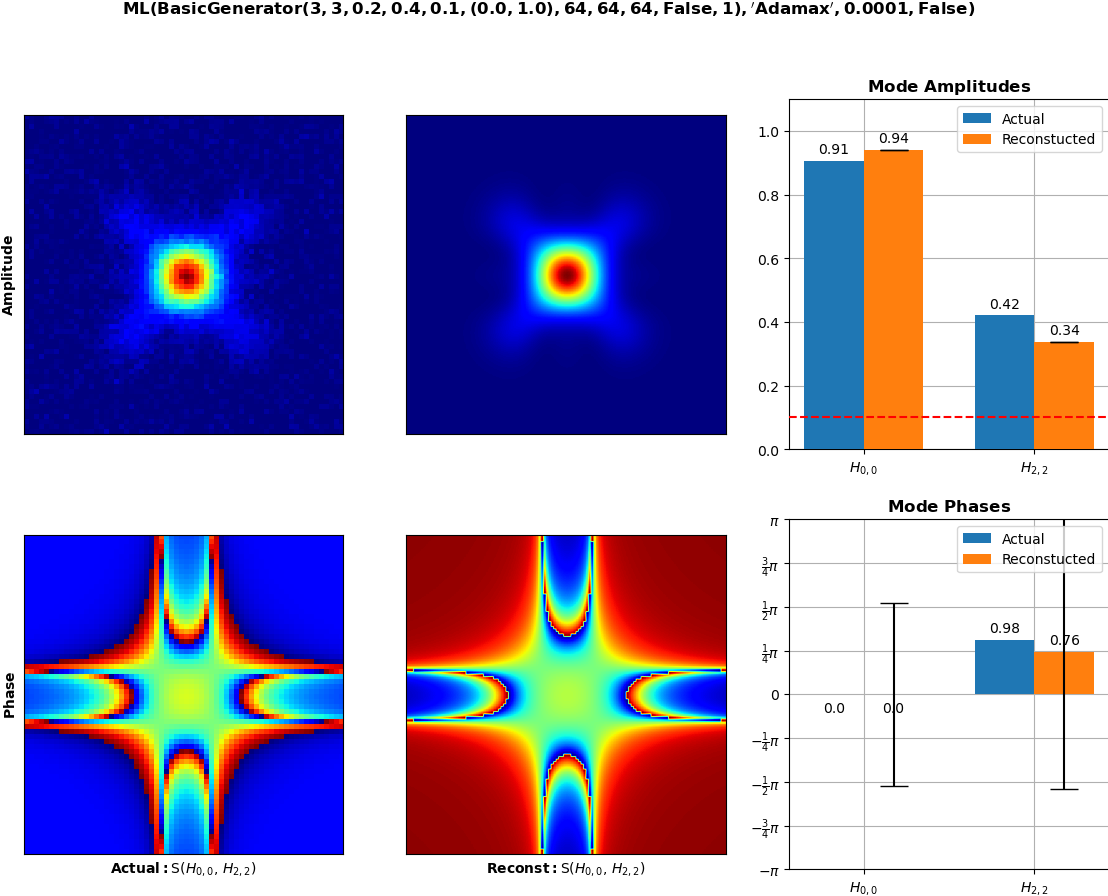 ML(BasicGenerator(3, 3, 0.2, 0.4, 0.1, (0.0, 1.0), 64, 64, 64, False, 1), ′Adamax′, 0.0001, False)
Amplitude
Mode Amplitudes
Actual
Reconstucted
1.0
0.8
0.6
0.4
0.2
0.0
0.91
0.94
0.42
0.34
H0,0
H2,2
Phase
Actual: S(H0,0, H2,2)
Reconst: S(H0,0, H2,2)
Mode Phases
Actual
Reconstucted
π
3/4π
1/2π
1/4π
0
−1/4π
−1/2π
−3/4π
−π
0.0
0.0
0.98
0.76
H0,0
H2,2